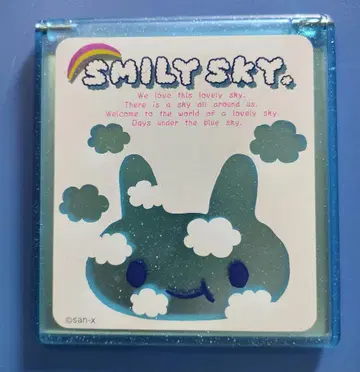 SMILY SKY.
We love this lovely sky.
There is a sky all around us.
Welcome to the world of a lovely sky.
Days under the blue sky.
©san-x